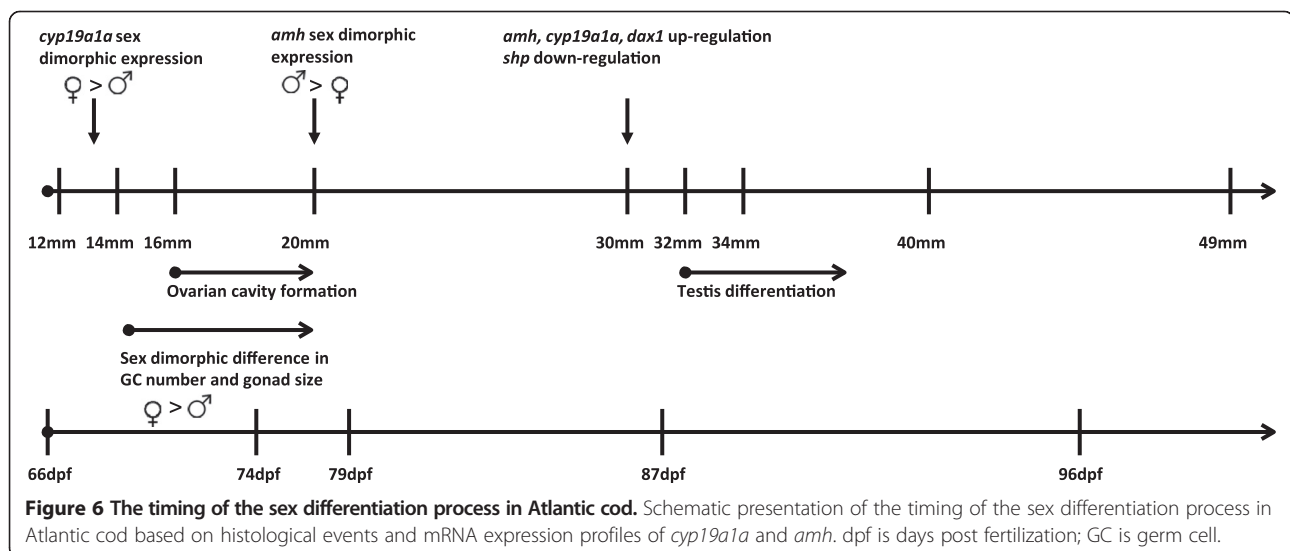 cyp19a1a sex
dimorphic expression
♀ > ♂
amh sex dimorphic
expression
♂ > ♀
amh, cyp19a1a, dax1 up-regulation
shp down-regulation
12mm 14mm 16mm 20mm 30mm 32mm 34mm 40mm 49mm
Ovarian cavity formation
Testis differentiation
Sex dimorphic difference in
GC number and gonad size
♀ > ♂
66dpf 74dpf 79dpf 87dpf 96dpf
Figure 6 The timing of the sex differentiation process in Atlantic cod. Schematic presentation of the timing of the sex differentiation process in
Atlantic cod based on histological events and mRNA expression profiles of cyp19a1a and amh. dpf is days post fertilization; GC is germ cell.